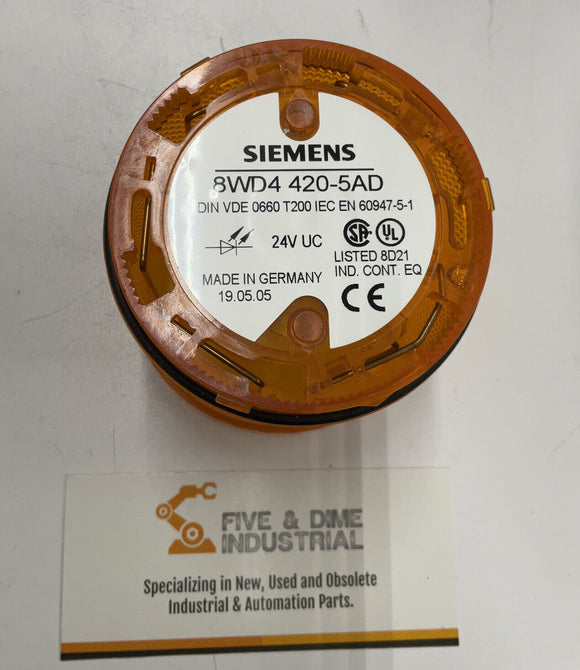 SIEMENS
8WD4 420-5AD
DIN VDE 0660 T200 IEC EN 60947-5-1
24V UC
SA UL
LISTED 8D21
IND. CONT. EQ
MADE IN GERMANY
19.05.05
CE
FIVE & DIME
INDUSTRIAL
Specializing in New, Used and Obsolete
Industrial & Automation Parts.